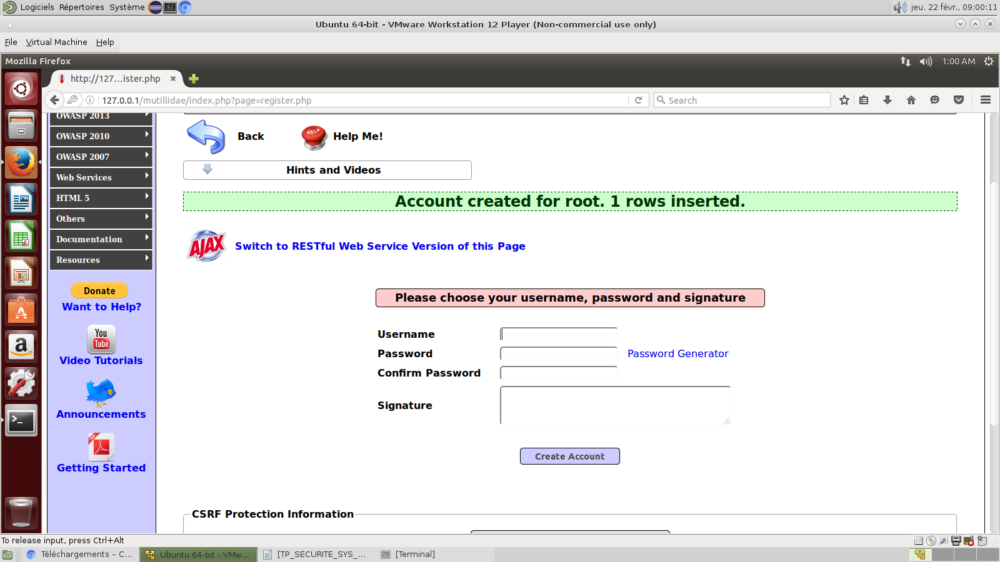 Logiciels Répertoires Système
jeu. 22 févr., 09:00:11
Ubuntu 64-bit - VMware Workstation 12 Player (Non-commercial use only)
File Virtual Machine Help
Mozilla Firefox
1:00 AM
http://127...ister.php
127.0.0.1/mutillidae/index.php?page=register.php
Search
OWASP 2013
OWASP 2010
OWASP 2007
Web Services
HTML 5
Others
Documentation
Resources
Donate
Want to Help?
You
Tube
Video Tutorials
Announcements
PDF
Getting Started
Back
HELP
Help Me!
Hints and Videos
Account created for root. 1 rows inserted.
AJAX
Switch to RESTful Web Service Version of this Page
Please choose your username, password and signature
Username
Password
Password Generator
Confirm Password
Signature
Create Account
CSRF Protection Information
To release input, press Ctrl+Alt
Téléchargements – C...
Ubuntu 64-bit - VMw...
[TP_SECURITE_SYS_...
[Terminal]